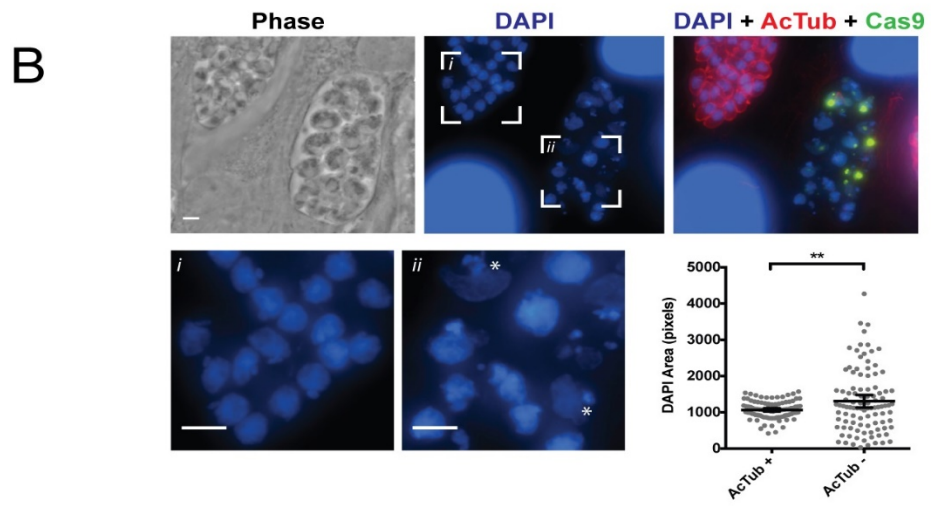 B
Phase
DAPI
DAPI + AcTub + Cas9
i
ii
i
ii
*
*
**
5000
4000
3000
2000
1000
0
DAPI Area (pixels)
AcTub +
AcTub -